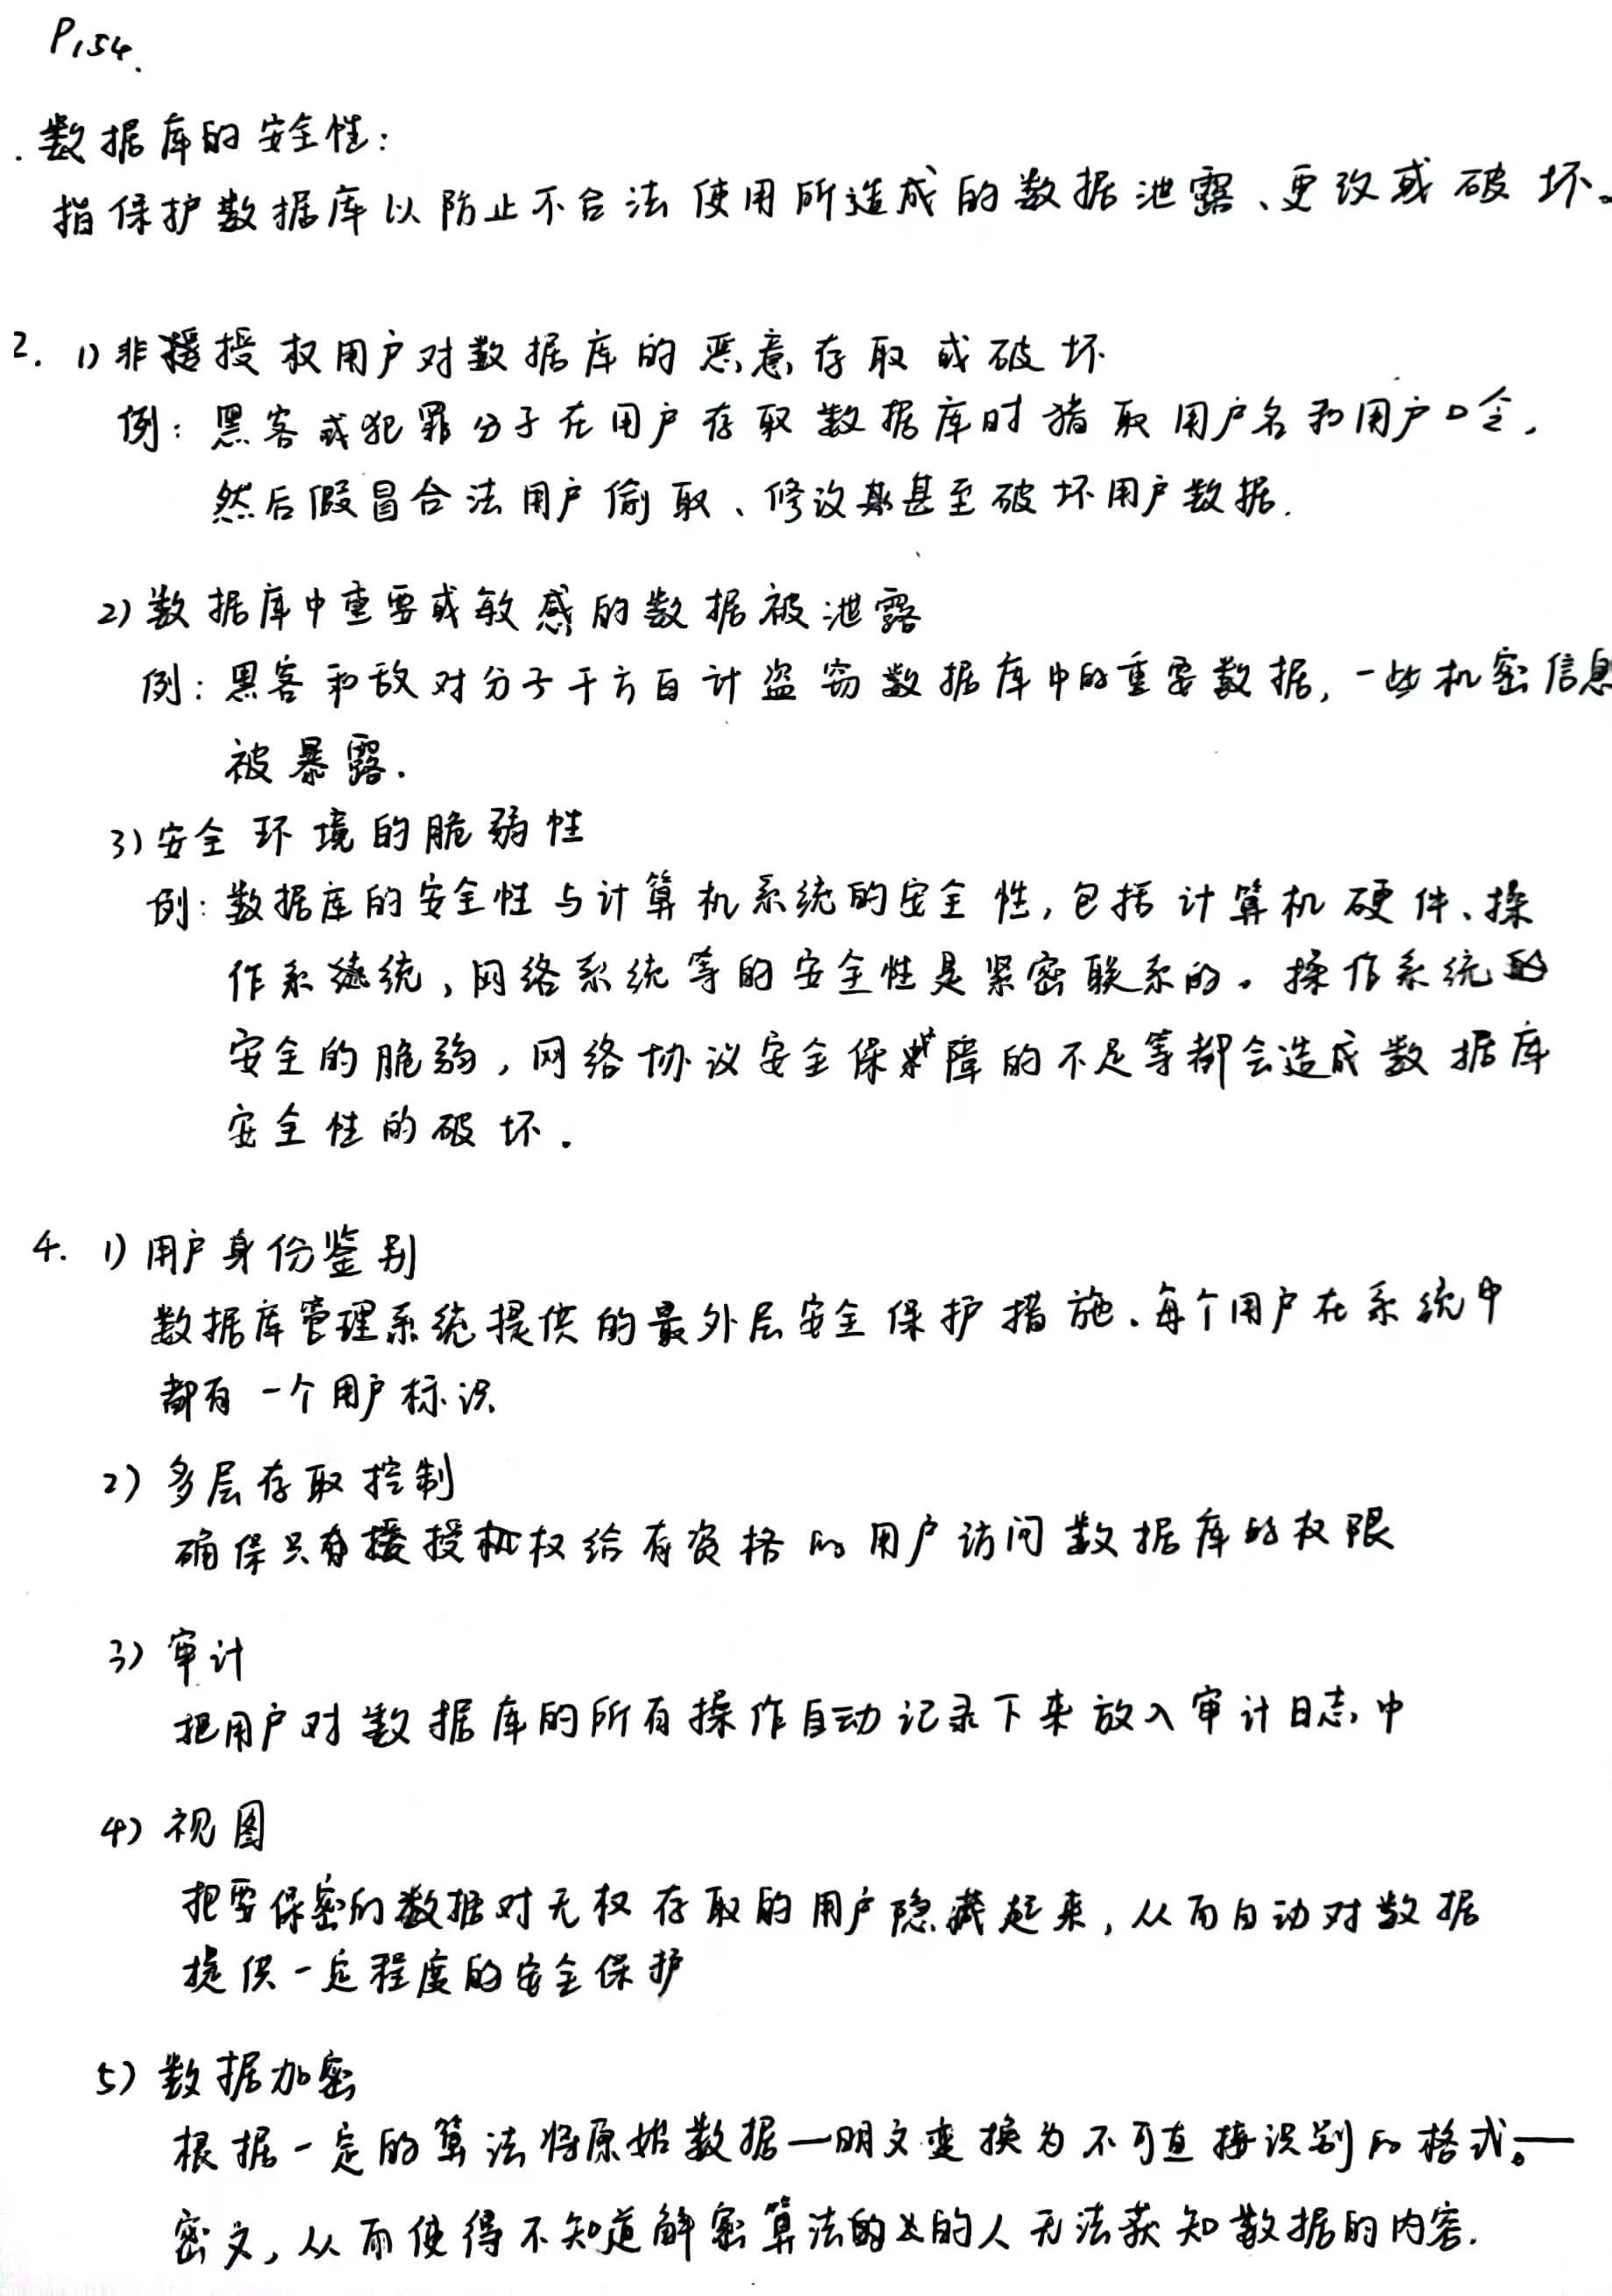 P154.
. 数据库的安全性：
指保护数据库以防止不合法使用所造成的数据泄露、更改或破坏。
2. 1) 非授权用户对数据库的恶意存取或破坏
例：黑客或犯罪分子在用户存取数据库时猎取用户名和用户口令，
然后假冒合法用户偷取、修改甚至破坏用户数据.
2) 数据库中重要或敏感的数据被泄露
例：黑客和敌对分子千方百计盗窃数据库中的重要数据，一些机密信息
被暴露.
3) 安全环境的脆弱性
例：数据库的安全性与计算机系统的安全性，包括计算机硬件、操
作系统，网络系统等的安全性是紧密联系的。操作系统
安全的脆弱，网络协议安全保障的不足等都会造成数据库
安全性的破坏.
4. 1) 用户身份鉴别
数据库管理系统提供的最外层安全保护措施.每个用户在系统中
都有一个用户标识
2) 多层存取控制
确保只授权给有资格的用户访问数据库的权限
3) 审计
把用户对数据库的所有操作自动记录下来放入审计日志中
4) 视图
把要保密的数据对无权存取的用户隐藏起来，从而自动对数据
提供一定程度的安全保护
5) 数据加密
根据一定的算法将原始数据—明文变换为不可直接识别的格式。—
密文，从而使得不知道解密算法的人无法获知数据的内容.